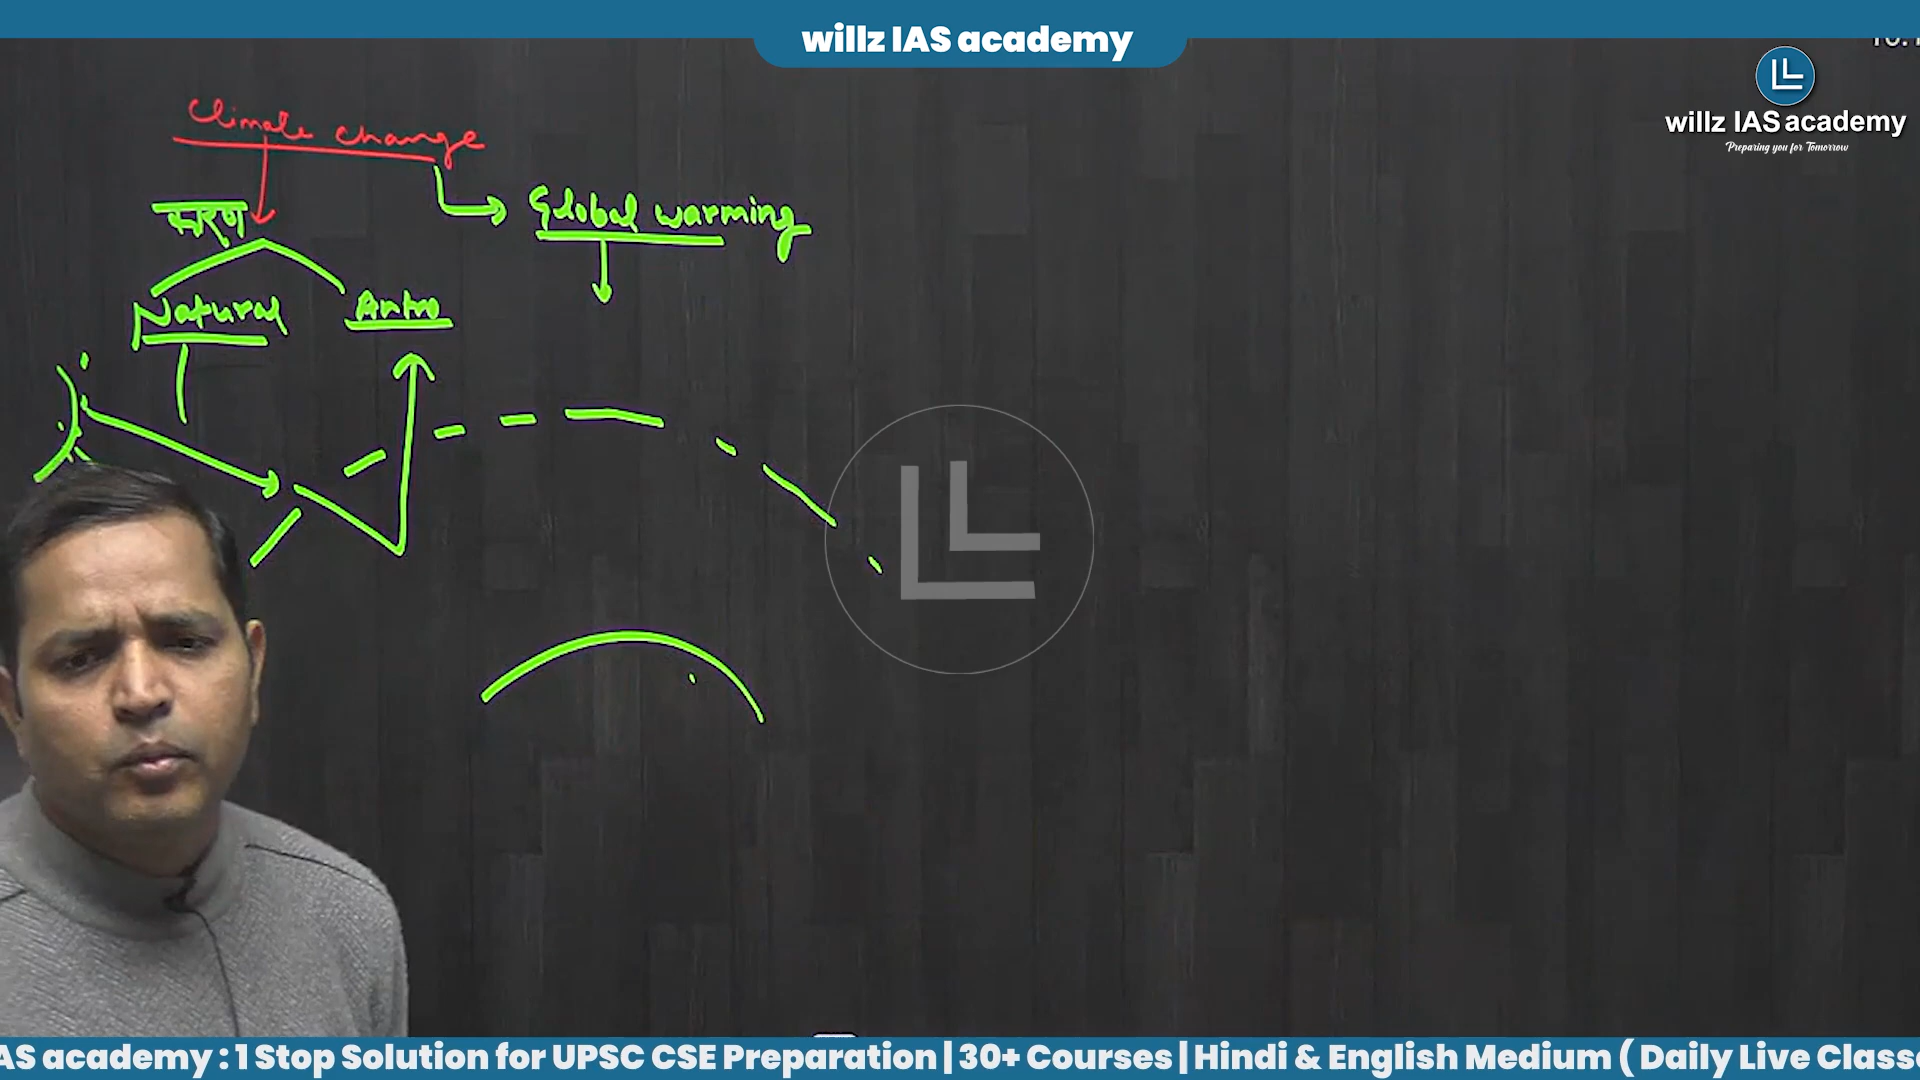 willz IAS academy
willz IAS academy
Preparing you for Tomorrow
Climate change
कारण
Global warming
Natural
Antro
AS academy : 1 Stop Solution for UPSC CSE Preparation | 30+ Courses | Hindi & English Medium ( Daily Live Classe